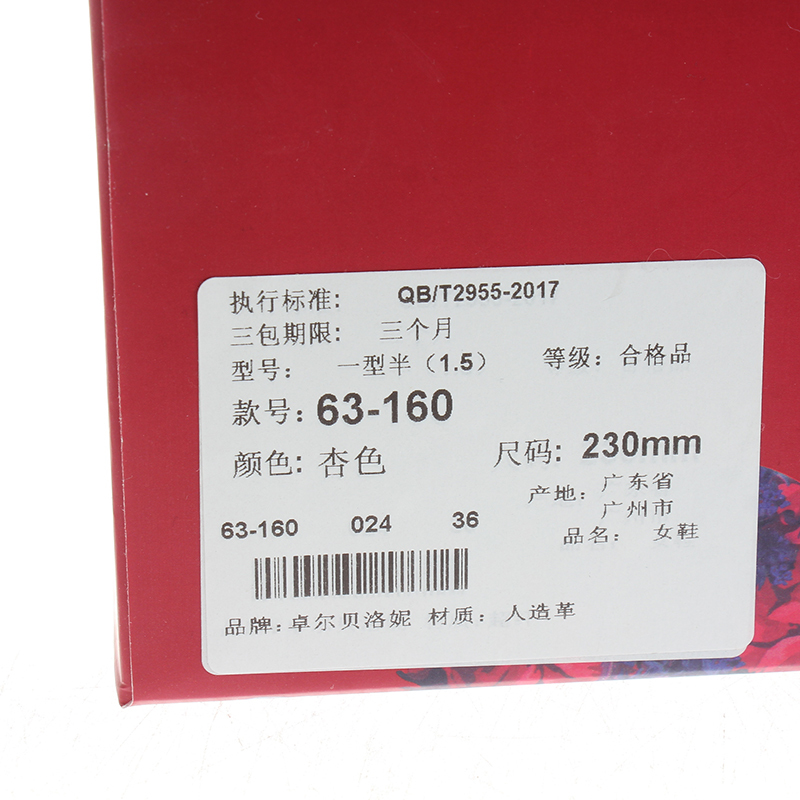 执行标准: QB/T2955-2017
三包期限: 三个月
型号: 一型半（1.5） 等级: 合格品
款号: 63-160
颜色: 杏色 尺码: 230mm
产地: 广东省
广州市
63-160 024 36
品名: 女鞋
品牌: 卓尔贝洛妮 材质: 人造革